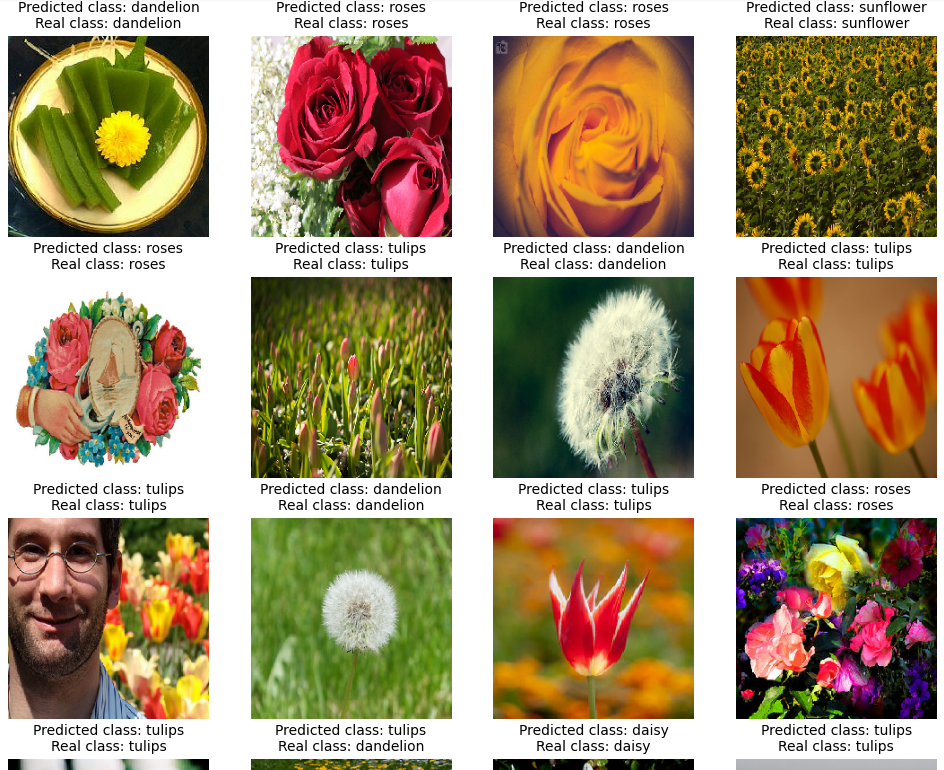 Predicted class: dandelion
Real class: dandelion
Predicted class: roses
Real class: roses
Predicted class: roses
Real class: roses
Predicted class: sunflower
Real class: sunflower
Predicted class: roses
Real class: roses
Predicted class: tulips
Real class: tulips
Predicted class: dandelion
Real class: dandelion
Predicted class: tulips
Real class: tulips
Predicted class: tulips
Real class: tulips
Predicted class: dandelion
Real class: dandelion
Predicted class: tulips
Real class: tulips
Predicted class: roses
Real class: roses
Predicted class: tulips
Real class: tulips
Predicted class: tulips
Real class: dandelion
Predicted class: daisy
Real class: daisy
Predicted class: tulips
Real class: tulips